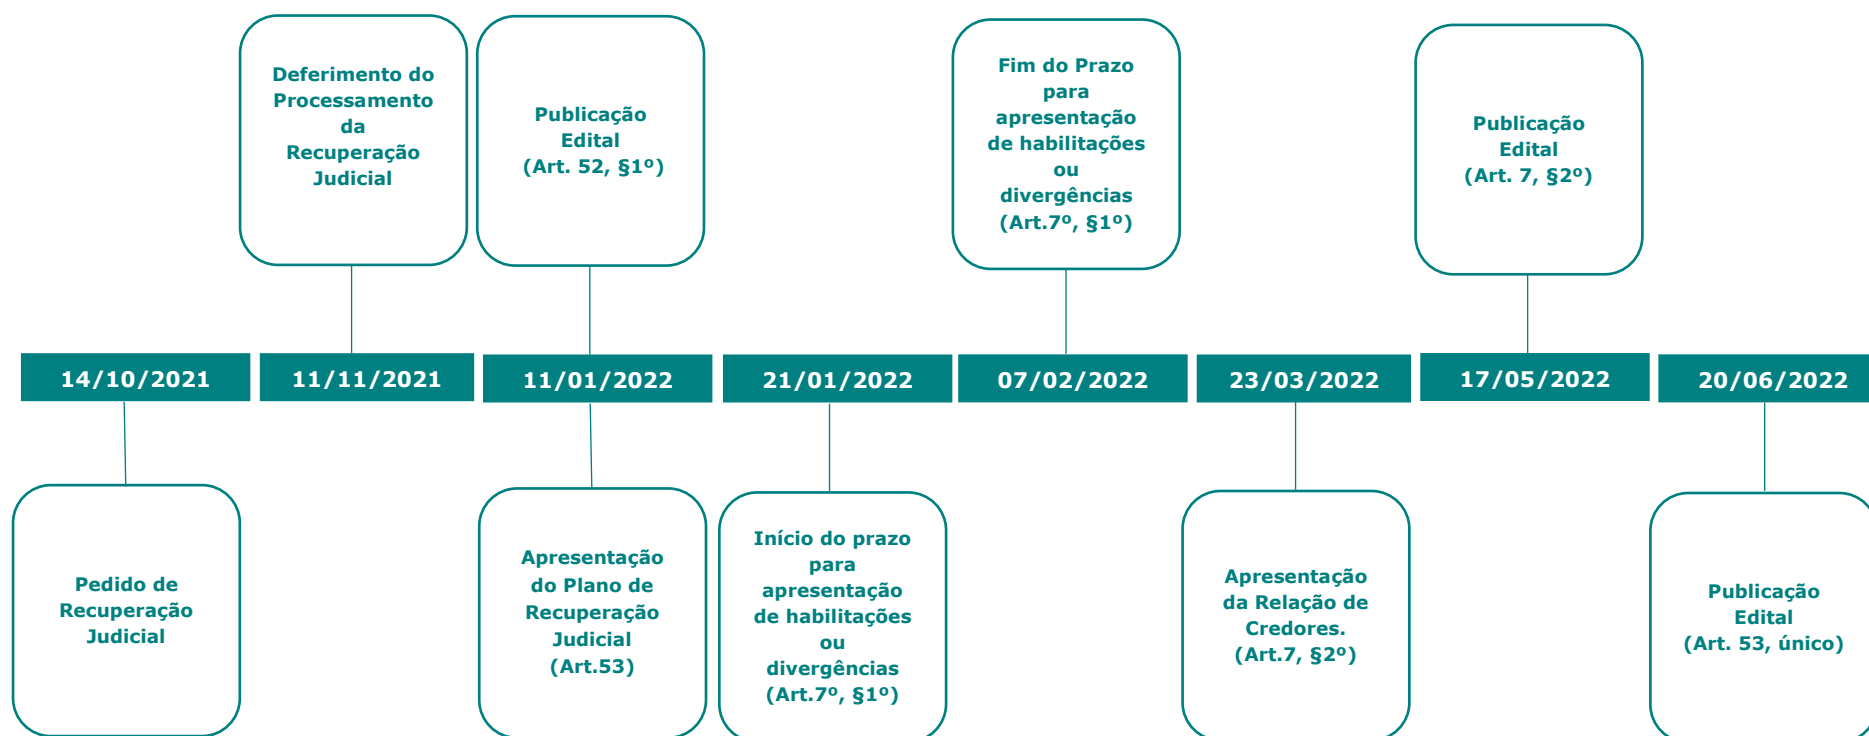 Deferimento do
Processamento
da
Recuperação
Judicial
Publicação
Edital
(Art. 52, §1º)
Fim do Prazo
para
apresentação
de habilitações
ou
divergências
(Art.7º, §1º)
Publicação
Edital
(Art. 7, §2º)
14/10/2021
11/11/2021
11/01/2022
21/01/2022
07/02/2022
23/03/2022
17/05/2022
20/06/2022
Pedido de
Recuperação
Judicial
Apresentação
do Plano de
Recuperação
Judicial
(Art.53)
Início do prazo
para
apresentação
de habilitações
ou
divergências
(Art.7º, §1º)
Apresentação
da Relação de
Credores.
(Art.7, §2º)
Publicação
Edital
(Art. 53, único)